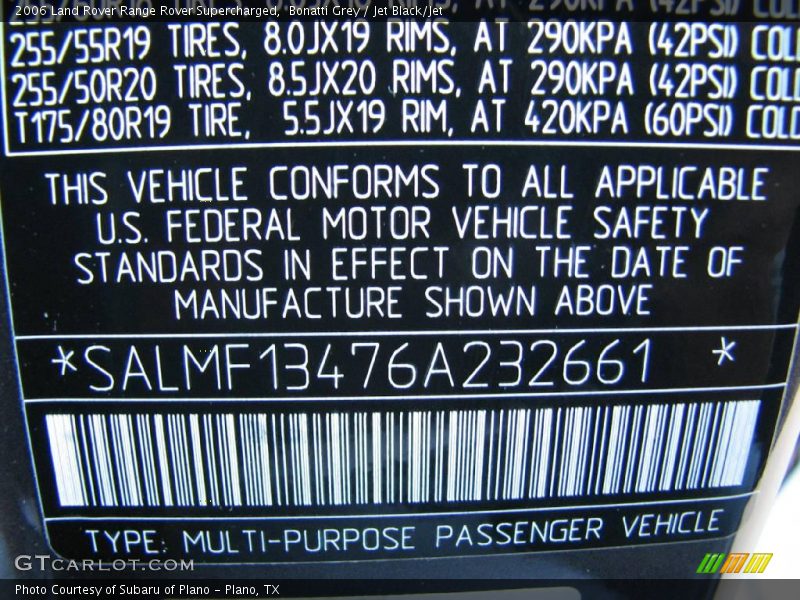 2006 Land Rover Range Rover Supercharged, Bonatti Grey / Jet Black/Jet
255/55R19 TIRES, 8.0JX19 RIMS, AT 290KPA (42PSI) COLD
255/50R20 TIRES, 8.5JX20 RIMS, AT 290KPA (42PSI) COLD
T175/80R19 TIRE, 5.5JX19 RIM, AT 420KPA (60PSI) COLD
THIS VEHICLE CONFORMS TO ALL APPLICABLE
U.S. FEDERAL MOTOR VEHICLE SAFETY
STANDARDS IN EFFECT ON THE DATE OF
MANUFACTURE SHOWN ABOVE
*SALMF13476A232661 *
TYPE: MULTI-PURPOSE PASSENGER VEHICLE
GTCARLOT.COM
Photo Courtesy of Subaru of Plano - Plano, TX